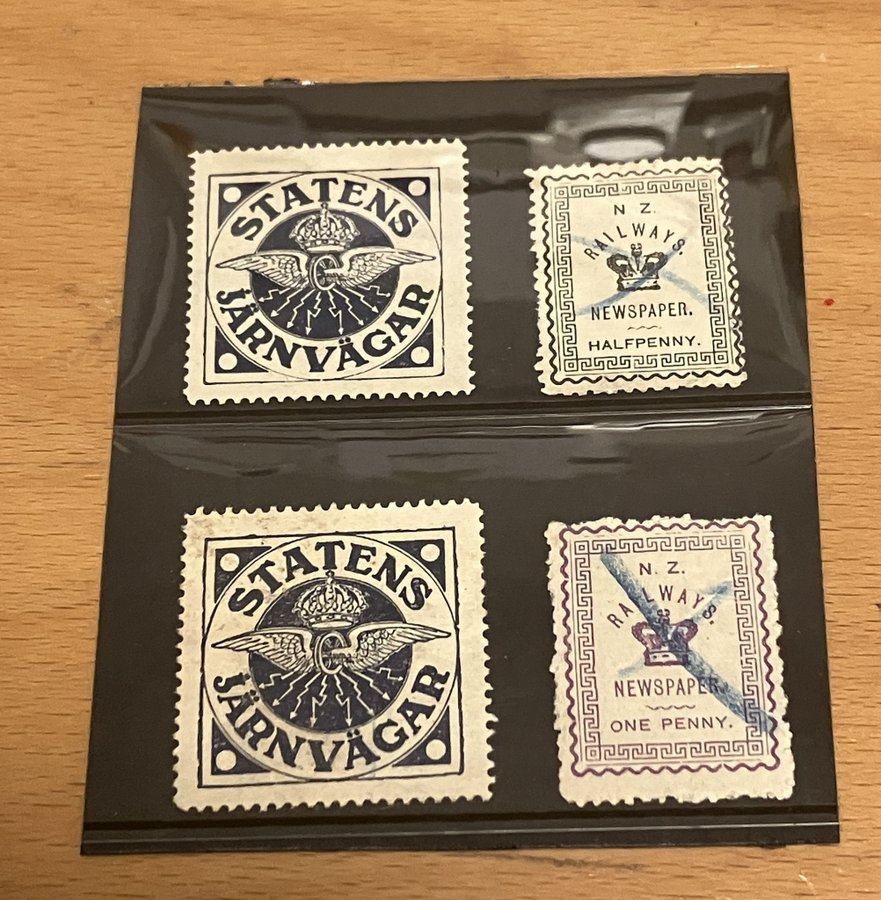 STATENS
JÄRNVÄGAR
N Z.
RAILWAYS.
NEWSPAPER.
HALFPENNY.
STATENS
JÄRNVÄGAR
N. Z.
RAILWAYS.
NEWSPAPER.
ONE PENNY.